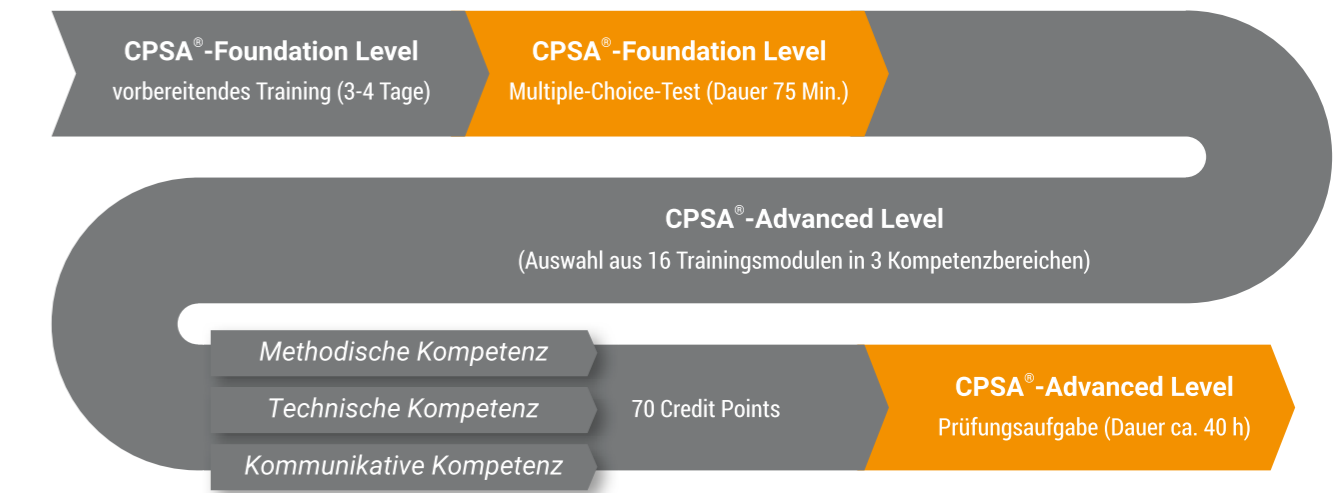 CPSA®-Foundation Level
vorbereitendes Training (3-4 Tage)
CPSA®-Foundation Level
Multiple-Choice-Test (Dauer 75 Min.)
CPSA®-Advanced Level
(Auswahl aus 16 Trainingsmodulen in 3 Kompetenzbereichen)
Methodische Kompetenz
Technische Kompetenz
Kommunikative Kompetenz
70 Credit Points
CPSA®-Advanced Level
Prüfungsaufgabe (Dauer ca. 40 h)